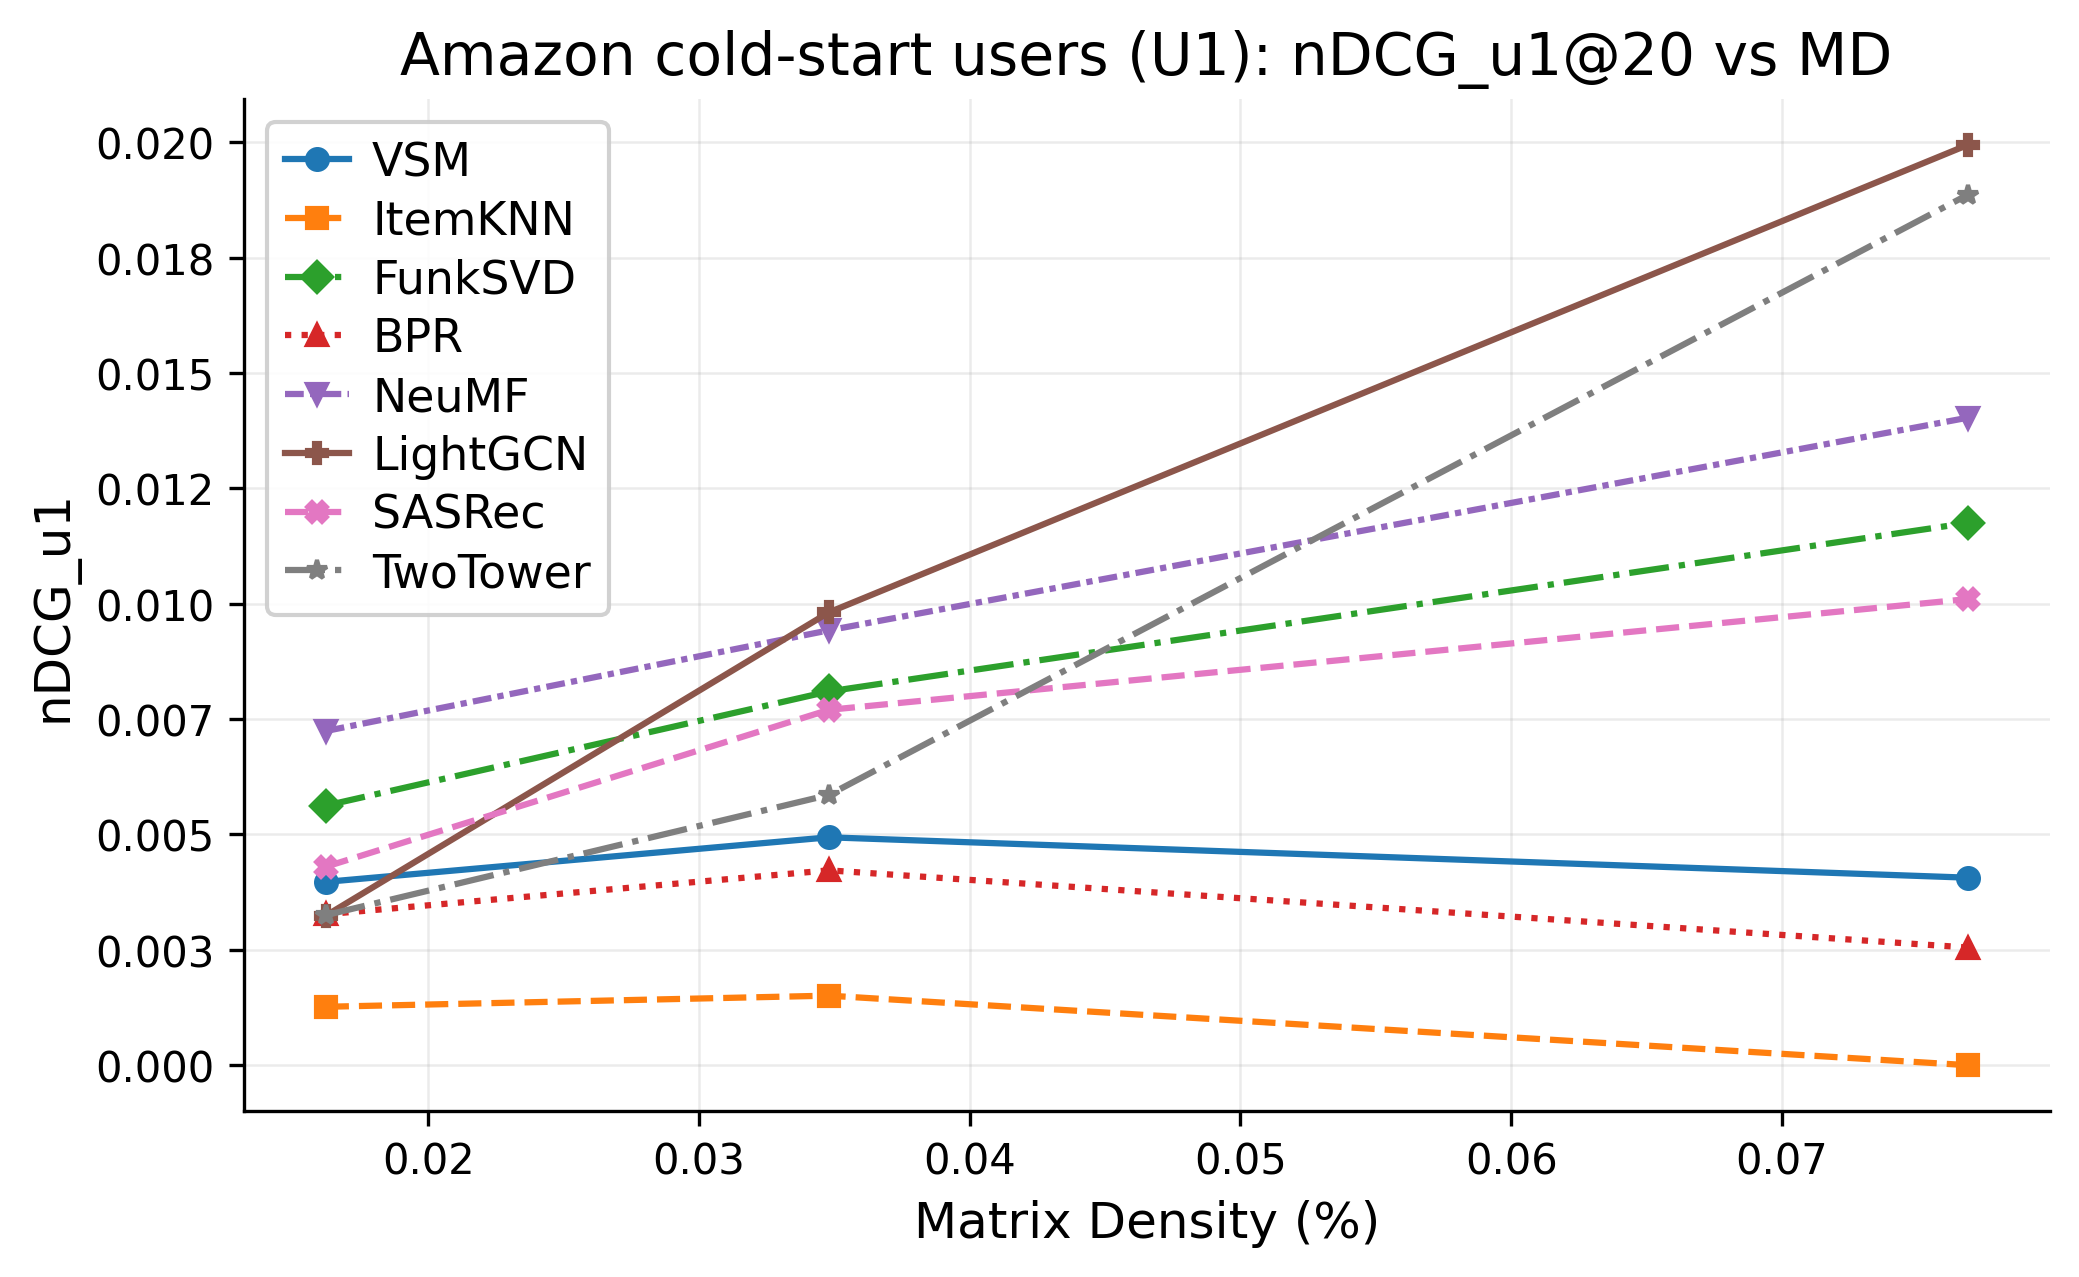 Amazon cold-start users (U1): nDCG_u1@20 vs MD
0.020
0.018
0.015
0.012
0.010
0.007
0.005
0.003
0.000
nDCG_u1
VSM
ItemKNN
FunkSVD
BPR
NeuMF
LightGCN
SASRec
TwoTower
0.02
0.03
0.04
0.05
0.06
0.07
Matrix Density (%)